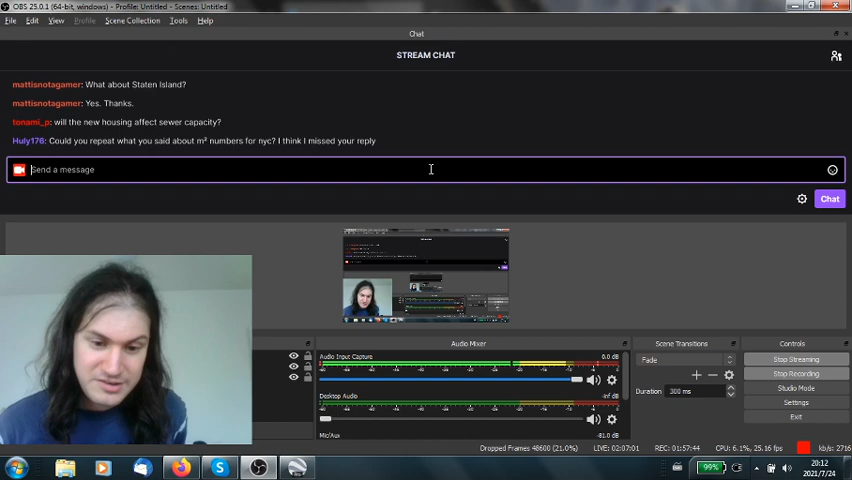 OBS 25.0.1 (64-bit, windows) - Profile: Untitled - Scenes: Untitled
File Edit View Profile Scene Collection Tools Help
Chat
STREAM CHAT
mattisnotagamer: What about Staten Island?
mattisnotagamer: Yes. Thanks.
tonami_p: will the new housing affect sewer capacity?
Huly176: Could you repeat what you said about m² numbers for nyc? I think I missed your reply
Send a message
Chat
Audio Mixer
Scene Transitions
Controls
Audio Input Capture
0.0 dB
Fade
Stop Streaming
Stop Recording
Desktop Audio
-inf dB
Duration
300 ms
Studio Mode
Settings
Mic/Aux
-81.0 dB
Exit
Dropped Frames 48600 (21.0%)
LIVE: 02:07:01
REC: 01:57:44
CPU: 6.1%, 25.16 fps
kb/s: 2716
99%
20:12
2021/7/24